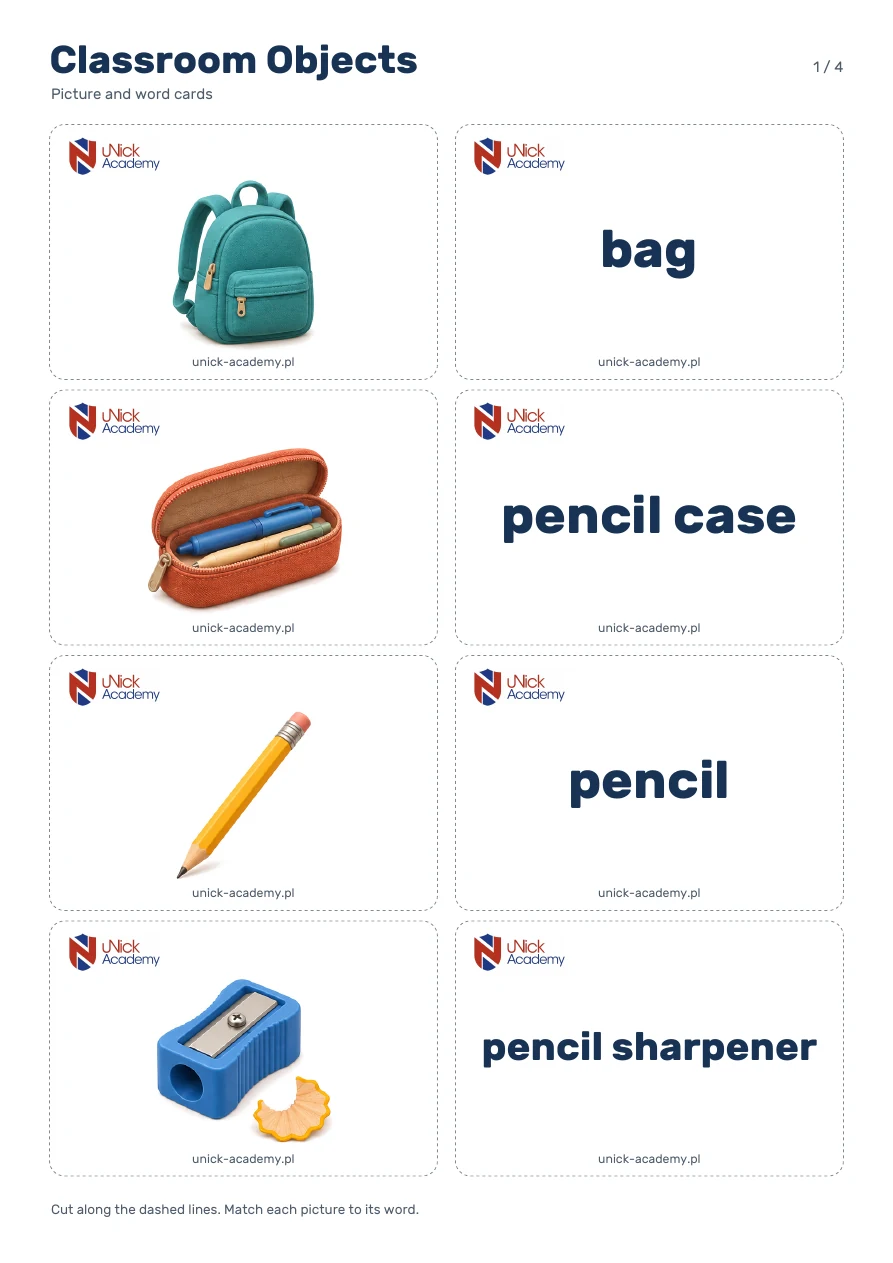 Classroom Objects
1 / 4
Picture and word cards
uNick
Academy
unick-academy.pl
uNick
Academy
bag
unick-academy.pl
uNick
Academy
unick-academy.pl
uNick
Academy
pencil case
unick-academy.pl
uNick
Academy
unick-academy.pl
uNick
Academy
pencil
unick-academy.pl
uNick
Academy
unick-academy.pl
uNick
Academy
pencil sharpener
unick-academy.pl
Cut along the dashed lines. Match each picture to its word.